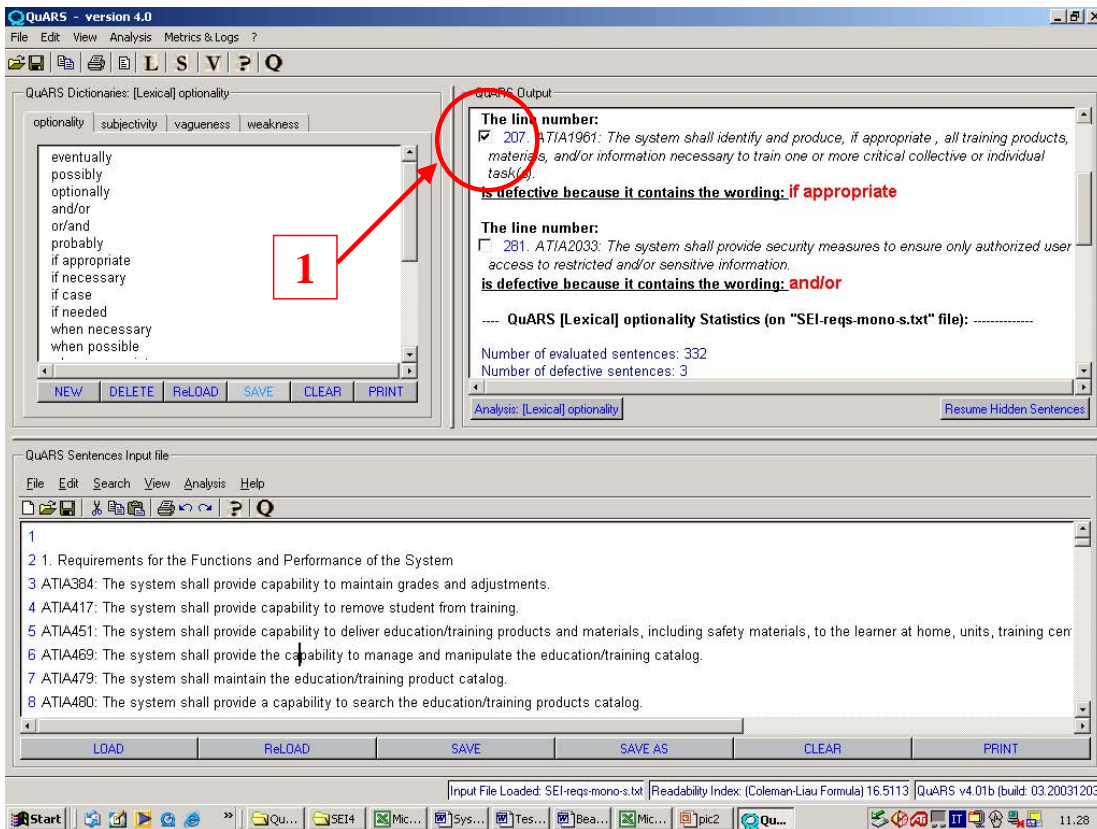 QuARS - version 4.0
File Edit View Analysis Metrics & Logs ?
L S V ? Q
QuARS Dictionaries: [Lexical] optionality
optionality subjectivity vagueness weakness
eventually
possibly
optionally
and/or
or/and
probably
if appropriate
if necessary
if case
if needed
when necessary
when possible
NEW DELETE ReLOAD SAVE CLEAR PRINT
1
QuARS Output
The line number:
207. ATIA1961: The system shall identify and produce, if appropriate , all training products,
materials, and/or information necessary to train one or more critical collective or individual
task(s).
is defective because it contains the wording: if appropriate
The line number:
281. ATIA2033: The system shall provide security measures to ensure only authorized user
access to restricted and/or sensitive information.
is defective because it contains the wording: and/or
---- QuARS [Lexical] optionality Statistics (on "SEI-reqs-mono-s.txt" file): --------------
Number of evaluated sentences: 332
Number of defective sentences: 3
Analysis: [Lexical] optionality Resume Hidden Sentences
QuARS Sentences Input file
File Edit Search View Analysis Help
? Q
1
2 1. Requirements for the Functions and Performance of the System
3 ATIA384: The system shall provide capability to maintain grades and adjustments.
4 ATIA417: The system shall provide capability to remove student from training.
5 ATIA451: The system shall provide capability to deliver education/training products and materials, including safety materials, to the learner at home, units, training cen
6 ATIA469: The system shall provide the capability to manage and manipulate the education/training catalog.
7 ATIA479: The system shall maintain the education/training product catalog.
8 ATIA480: The system shall provide a capability to search the education/training products catalog.
LOAD ReLOAD SAVE SAVE AS CLEAR PRINT
Input File Loaded: SEI-reqs-mono-s.txt Readability Index: (Coleman-Liau Formula) 16.5113 QuARS v4.01b (build: 03.20031203
Start » Qu... SEI4 Mic... Sys... Tes... Bea... Mic... pic2 Qu... IT 11.28